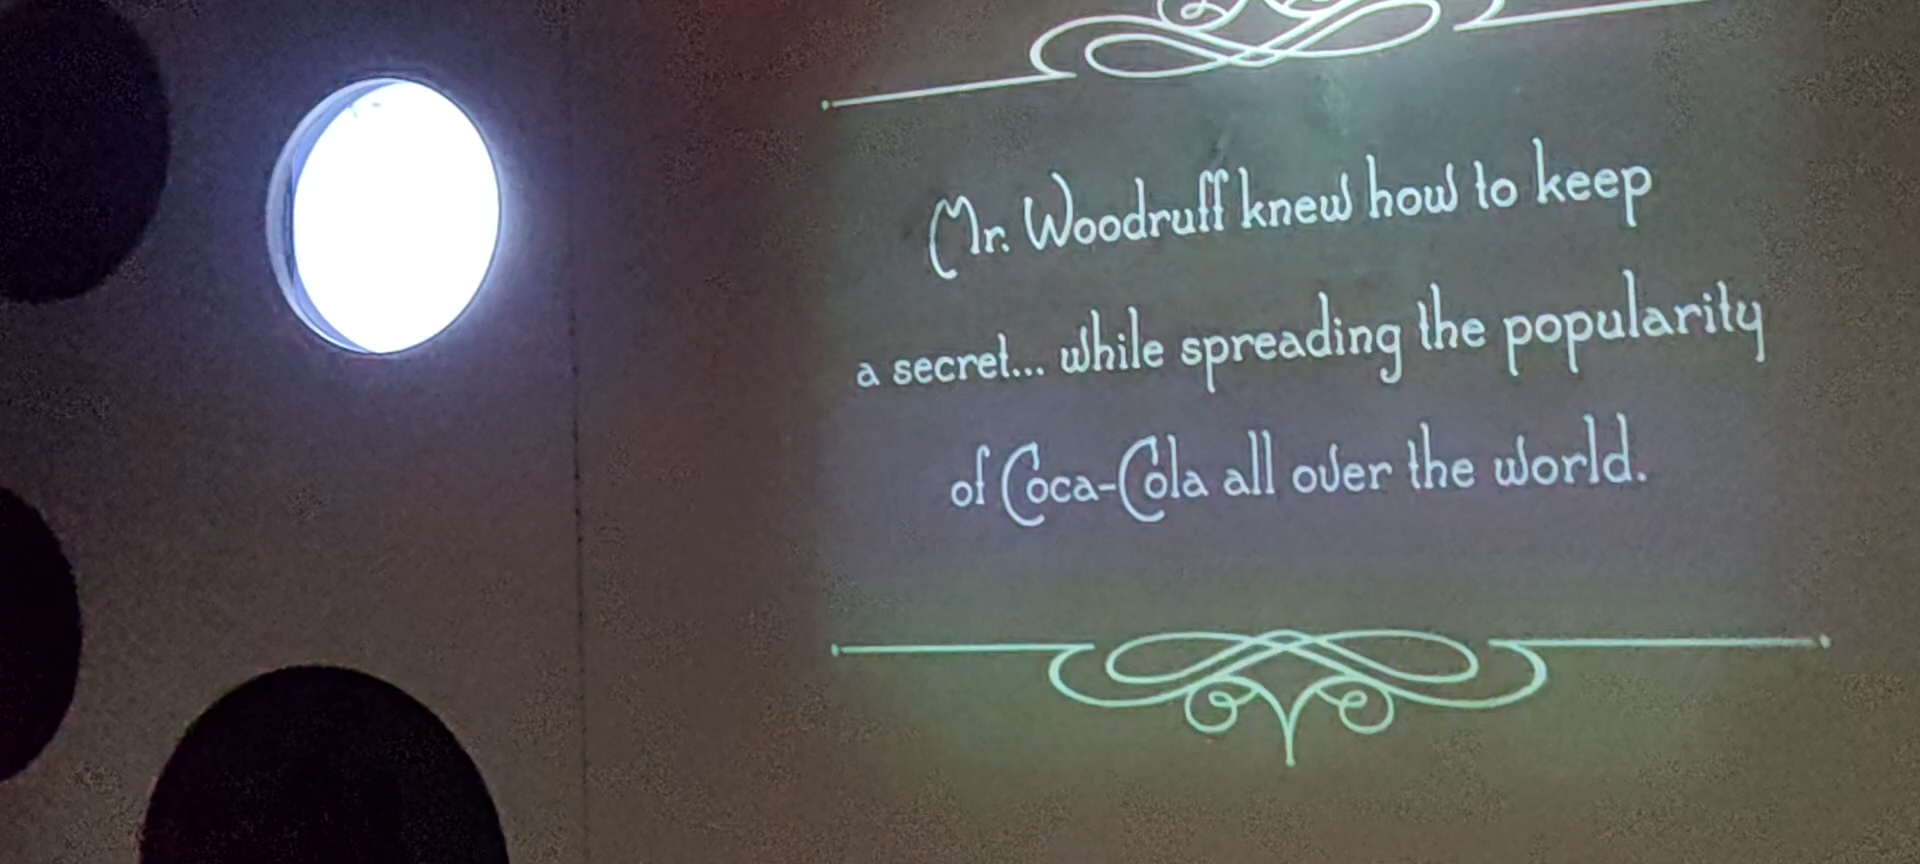 Mr. Woodruff knew how to keep
a secret... while spreading the popularity
of Coca-Cola all over the world.